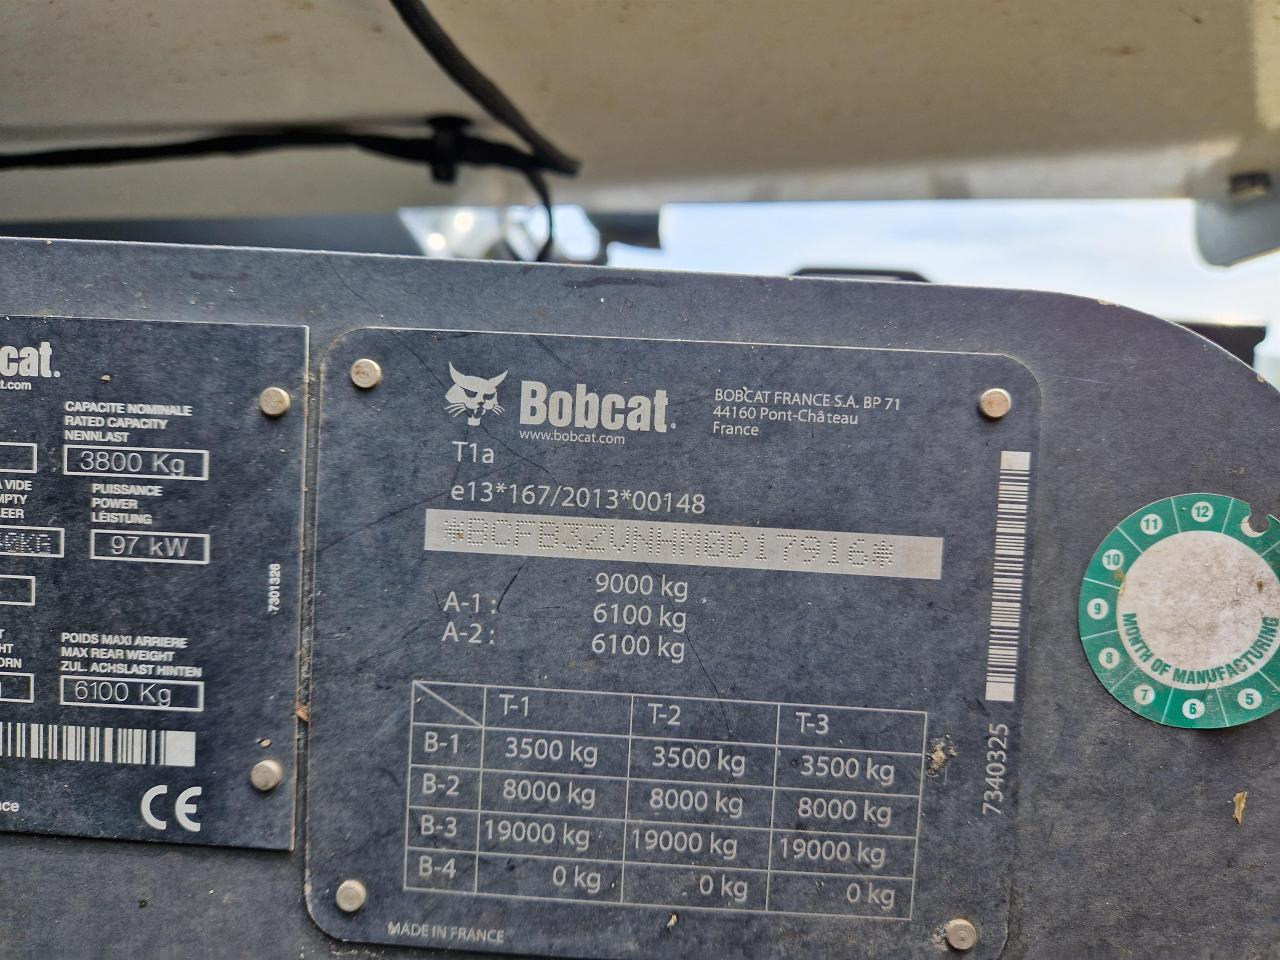 cat.
t.com
CAPACITE NOMINALE
RATED CAPACITY
NENNLAST
3800 Kg
A VIDE
MPTY
LEER
PUISSANCE
POWER
LEISTUNG
97 kW
7301326
POIDS MAXI ARRIERE
MAX REAR WEIGHT
ZUL. ACHSLAST HINTEN
6100 Kg
CE
Bobcat.
www.bobcat.com
BOBCAT FRANCE S.A. BP 71
44160 Pont-Château
France
T1a
e13*167/2013*00148
*BCFB3ZVNHM0D17916*
9000 kg
A-1 : 6100 kg
A-2 : 6100 kg
T-1 T-2 T-3
B-1 3500 kg 3500 kg 3500 kg
B-2 8000 kg 8000 kg 8000 kg
B-3 19000 kg 19000 kg 19000 kg
B-4 0 kg 0 kg 0 kg
MADE IN FRANCE
7340325
12
11
10
9
8
7
6
5
MONTH OF MANUFACTURING